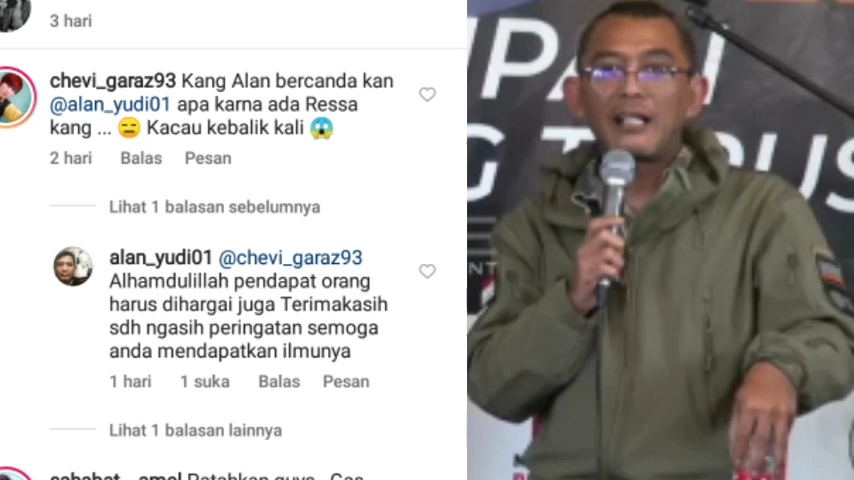 3 hari
chevi_garaz93 Kang Alan bercanda kan
@alan_yudi01 apa karna ada Ressa
kang ... 😑 Kacau kebalik kali 😱
2 hari Balas Pesan
Lihat 1 balasan sebelumnya
alan_yudi01 @chevi_garaz93
Alhamdulillah pendapat orang
harus dihargai juga Terimakasih
sdh ngasih peringatan semoga
anda mendapatkan ilmunya
1 hari 1 suka Balas Pesan
Lihat 1 balasan lainnya